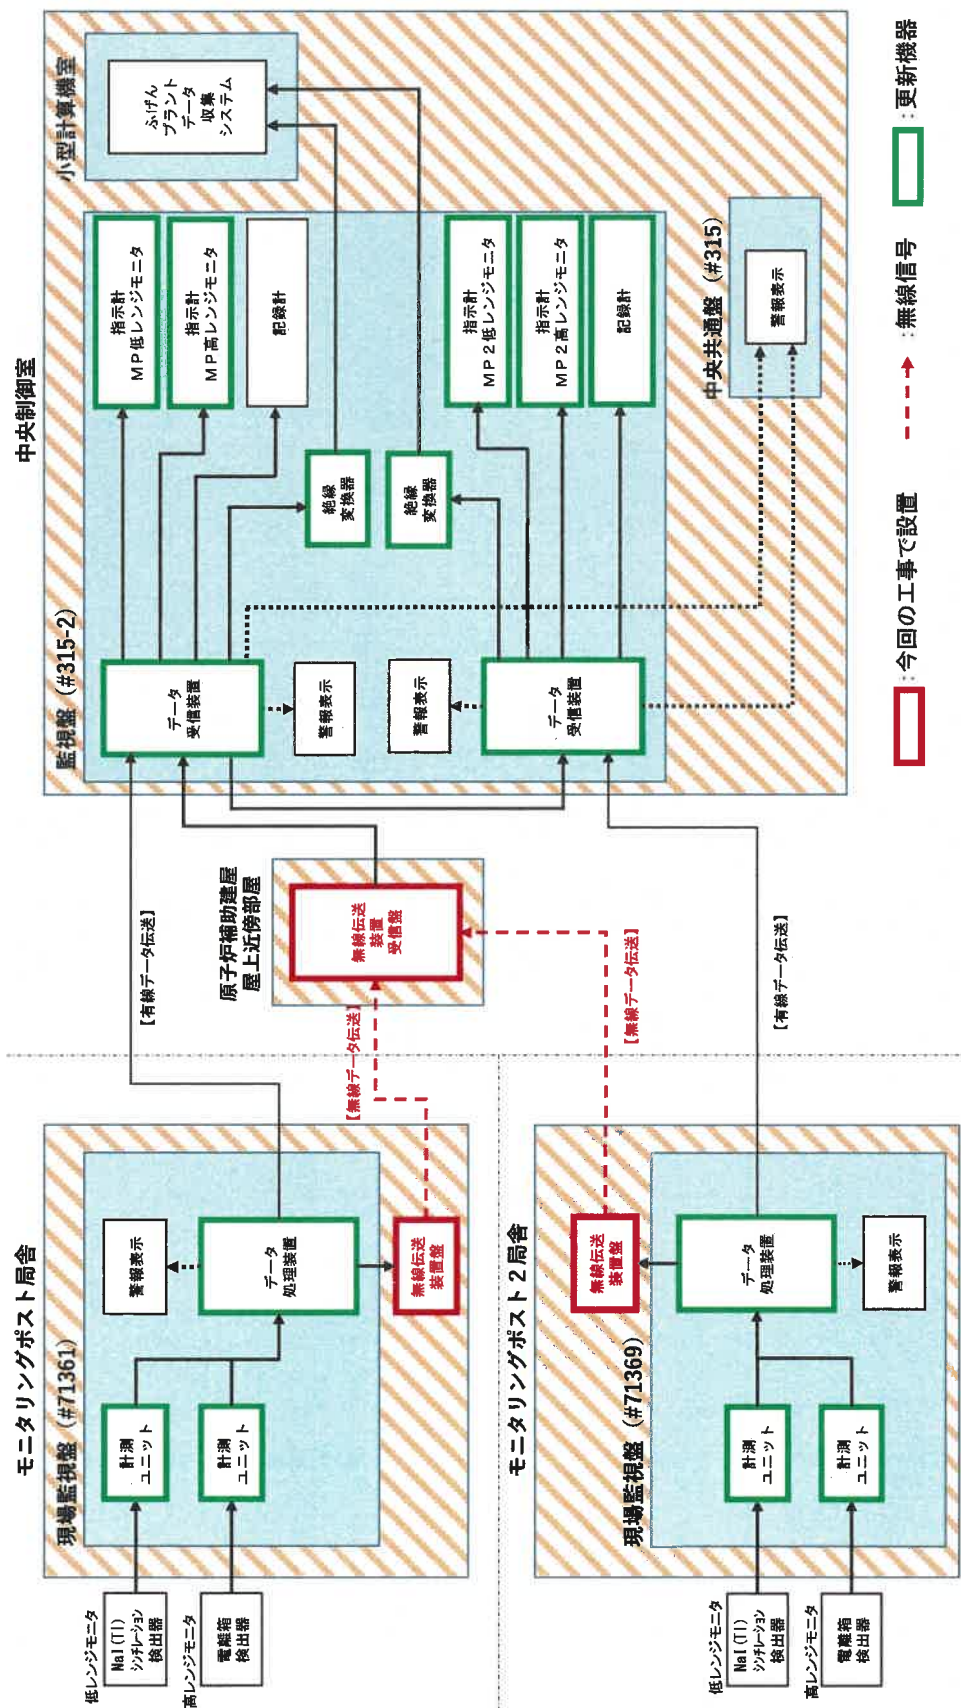 モニタリングポスト局舎
現場監視盤（#71361）
低レンジモニタ
NaI(Tl)
ｼﾝﾁﾚｰｼｮﾝ
検出器
高レンジモニタ
電離箱
検出器
計測
ユニット
計測
ユニット
警報表示
データ
処理装置
無線伝送
装置盤
【有線データ伝送】
【無線データ伝送】
モニタリングポスト２局舎
現場監視盤（#71369）
低レンジモニタ
NaI(Tl)
ｼﾝﾁﾚｰｼｮﾝ
検出器
高レンジモニタ
電離箱
検出器
計測
ユニット
計測
ユニット
無線伝送
装置盤
データ
処理装置
警報表示
【無線データ伝送】
【有線データ伝送】
原子炉補助建屋
屋上近傍部屋
無線伝送
装置
受信盤
中央制御室
監視盤（#315-2）
データ
受信装置
警報表示
警報表示
データ
受信装置
絶縁
変換器
絶縁
変換器
指示計
ＭＰ低レンジモニタ
指示計
ＭＰ高レンジモニタ
記録計
指示計
ＭＰ２低レンジモニタ
指示計
ＭＰ２高レンジモニタ
記録計
小型計算機室
ふげん
プラント
データ
収集
システム
中央共通盤（#315）
警報表示
：今回の工事で設置
：無線信号
：更新機器